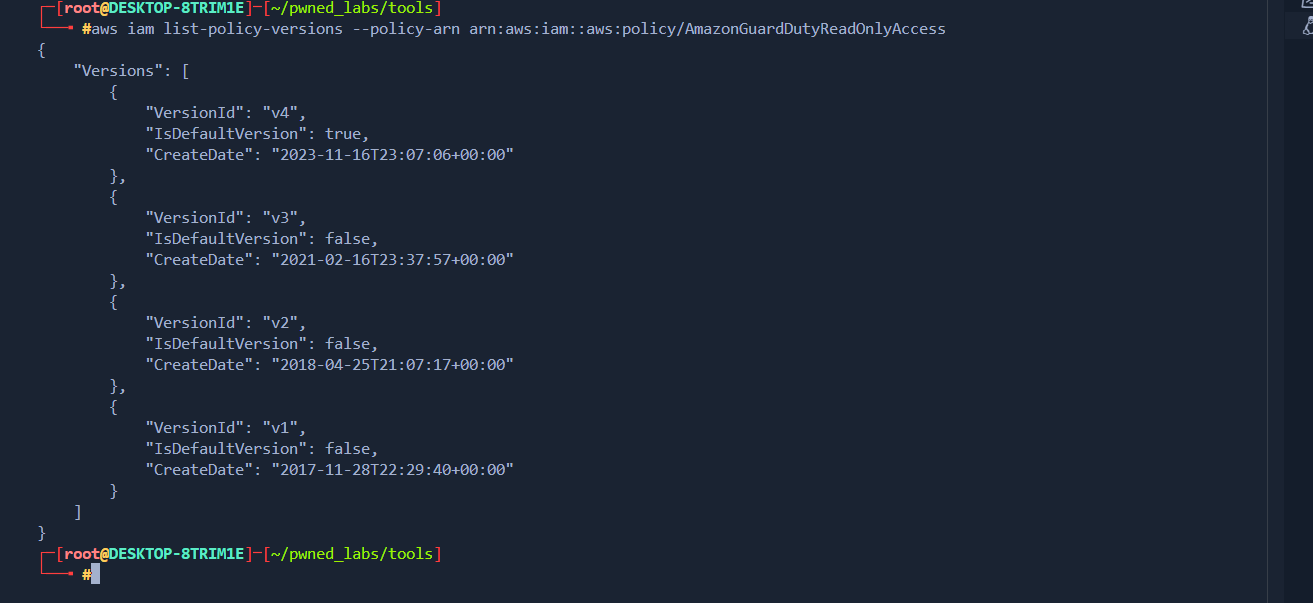 ┌─[root@DESKTOP-8TRIM1E]─[~/pwned_labs/tools]
└──╼ #aws iam list-policy-versions --policy-arn arn:aws:iam::aws:policy/AmazonGuardDutyReadOnlyAccess
{
    "Versions": [
        {
            "VersionId": "v4",
            "IsDefaultVersion": true,
            "CreateDate": "2023-11-16T23:07:06+00:00"
        },
        {
            "VersionId": "v3",
            "IsDefaultVersion": false,
            "CreateDate": "2021-02-16T23:37:57+00:00"
        },
        {
            "VersionId": "v2",
            "IsDefaultVersion": false,
            "CreateDate": "2018-04-25T21:07:17+00:00"
        },
        {
            "VersionId": "v1",
            "IsDefaultVersion": false,
            "CreateDate": "2017-11-28T22:29:40+00:00"
        }
    ]
}
┌─[root@DESKTOP-8TRIM1E]─[~/pwned_labs/tools]
└──╼ #